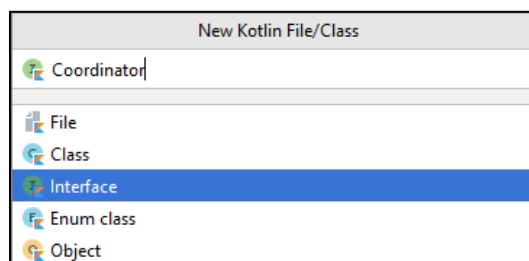 New Kotlin File/Class
Coordinator
File
Class
Interface
Enum class
Object